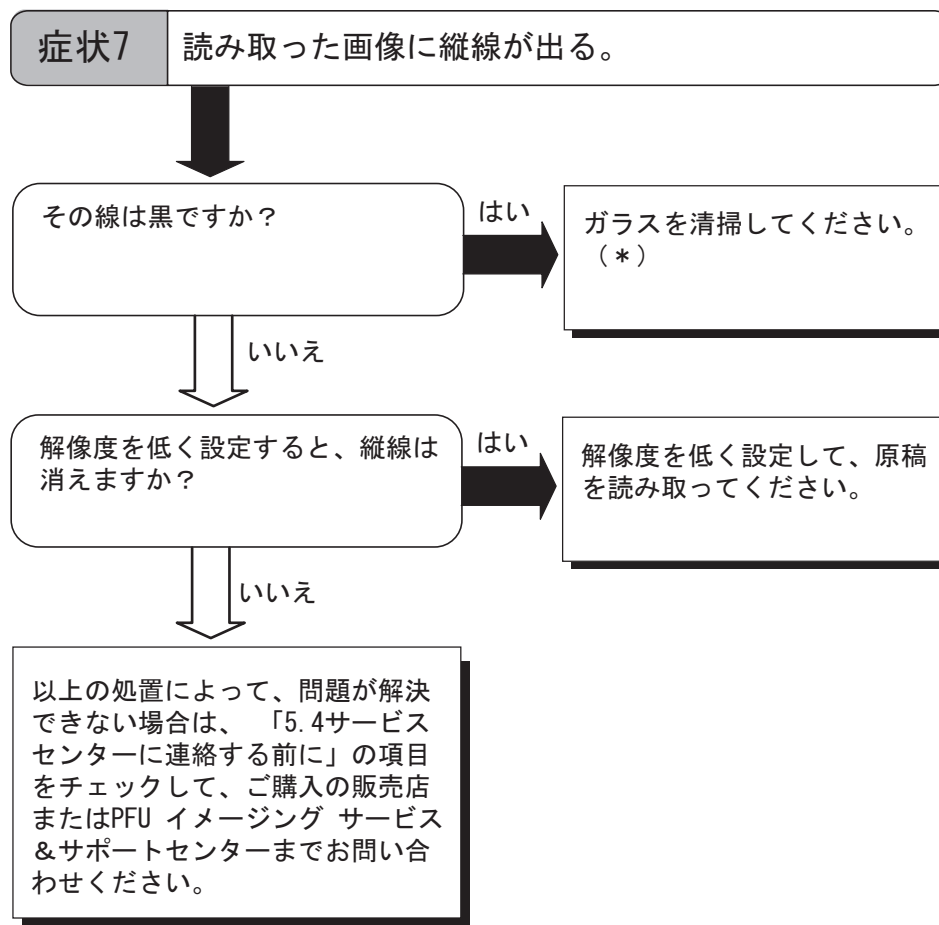 症状7 読み取った画像に縦線が出る。
その線は黒ですか？
はい
ガラスを清掃してください。
（＊）
いいえ
解像度を低く設定すると、縦線は
消えますか？
はい
解像度を低く設定して、原稿
を読み取ってください。
いいえ
以上の処置によって、問題が解決
できない場合は、 「5.4サービス
センターに連絡する前に」の項目
をチェックして、ご購入の販売店
またはPFU イメージング サービス
＆サポートセンターまでお問い合
わせください。